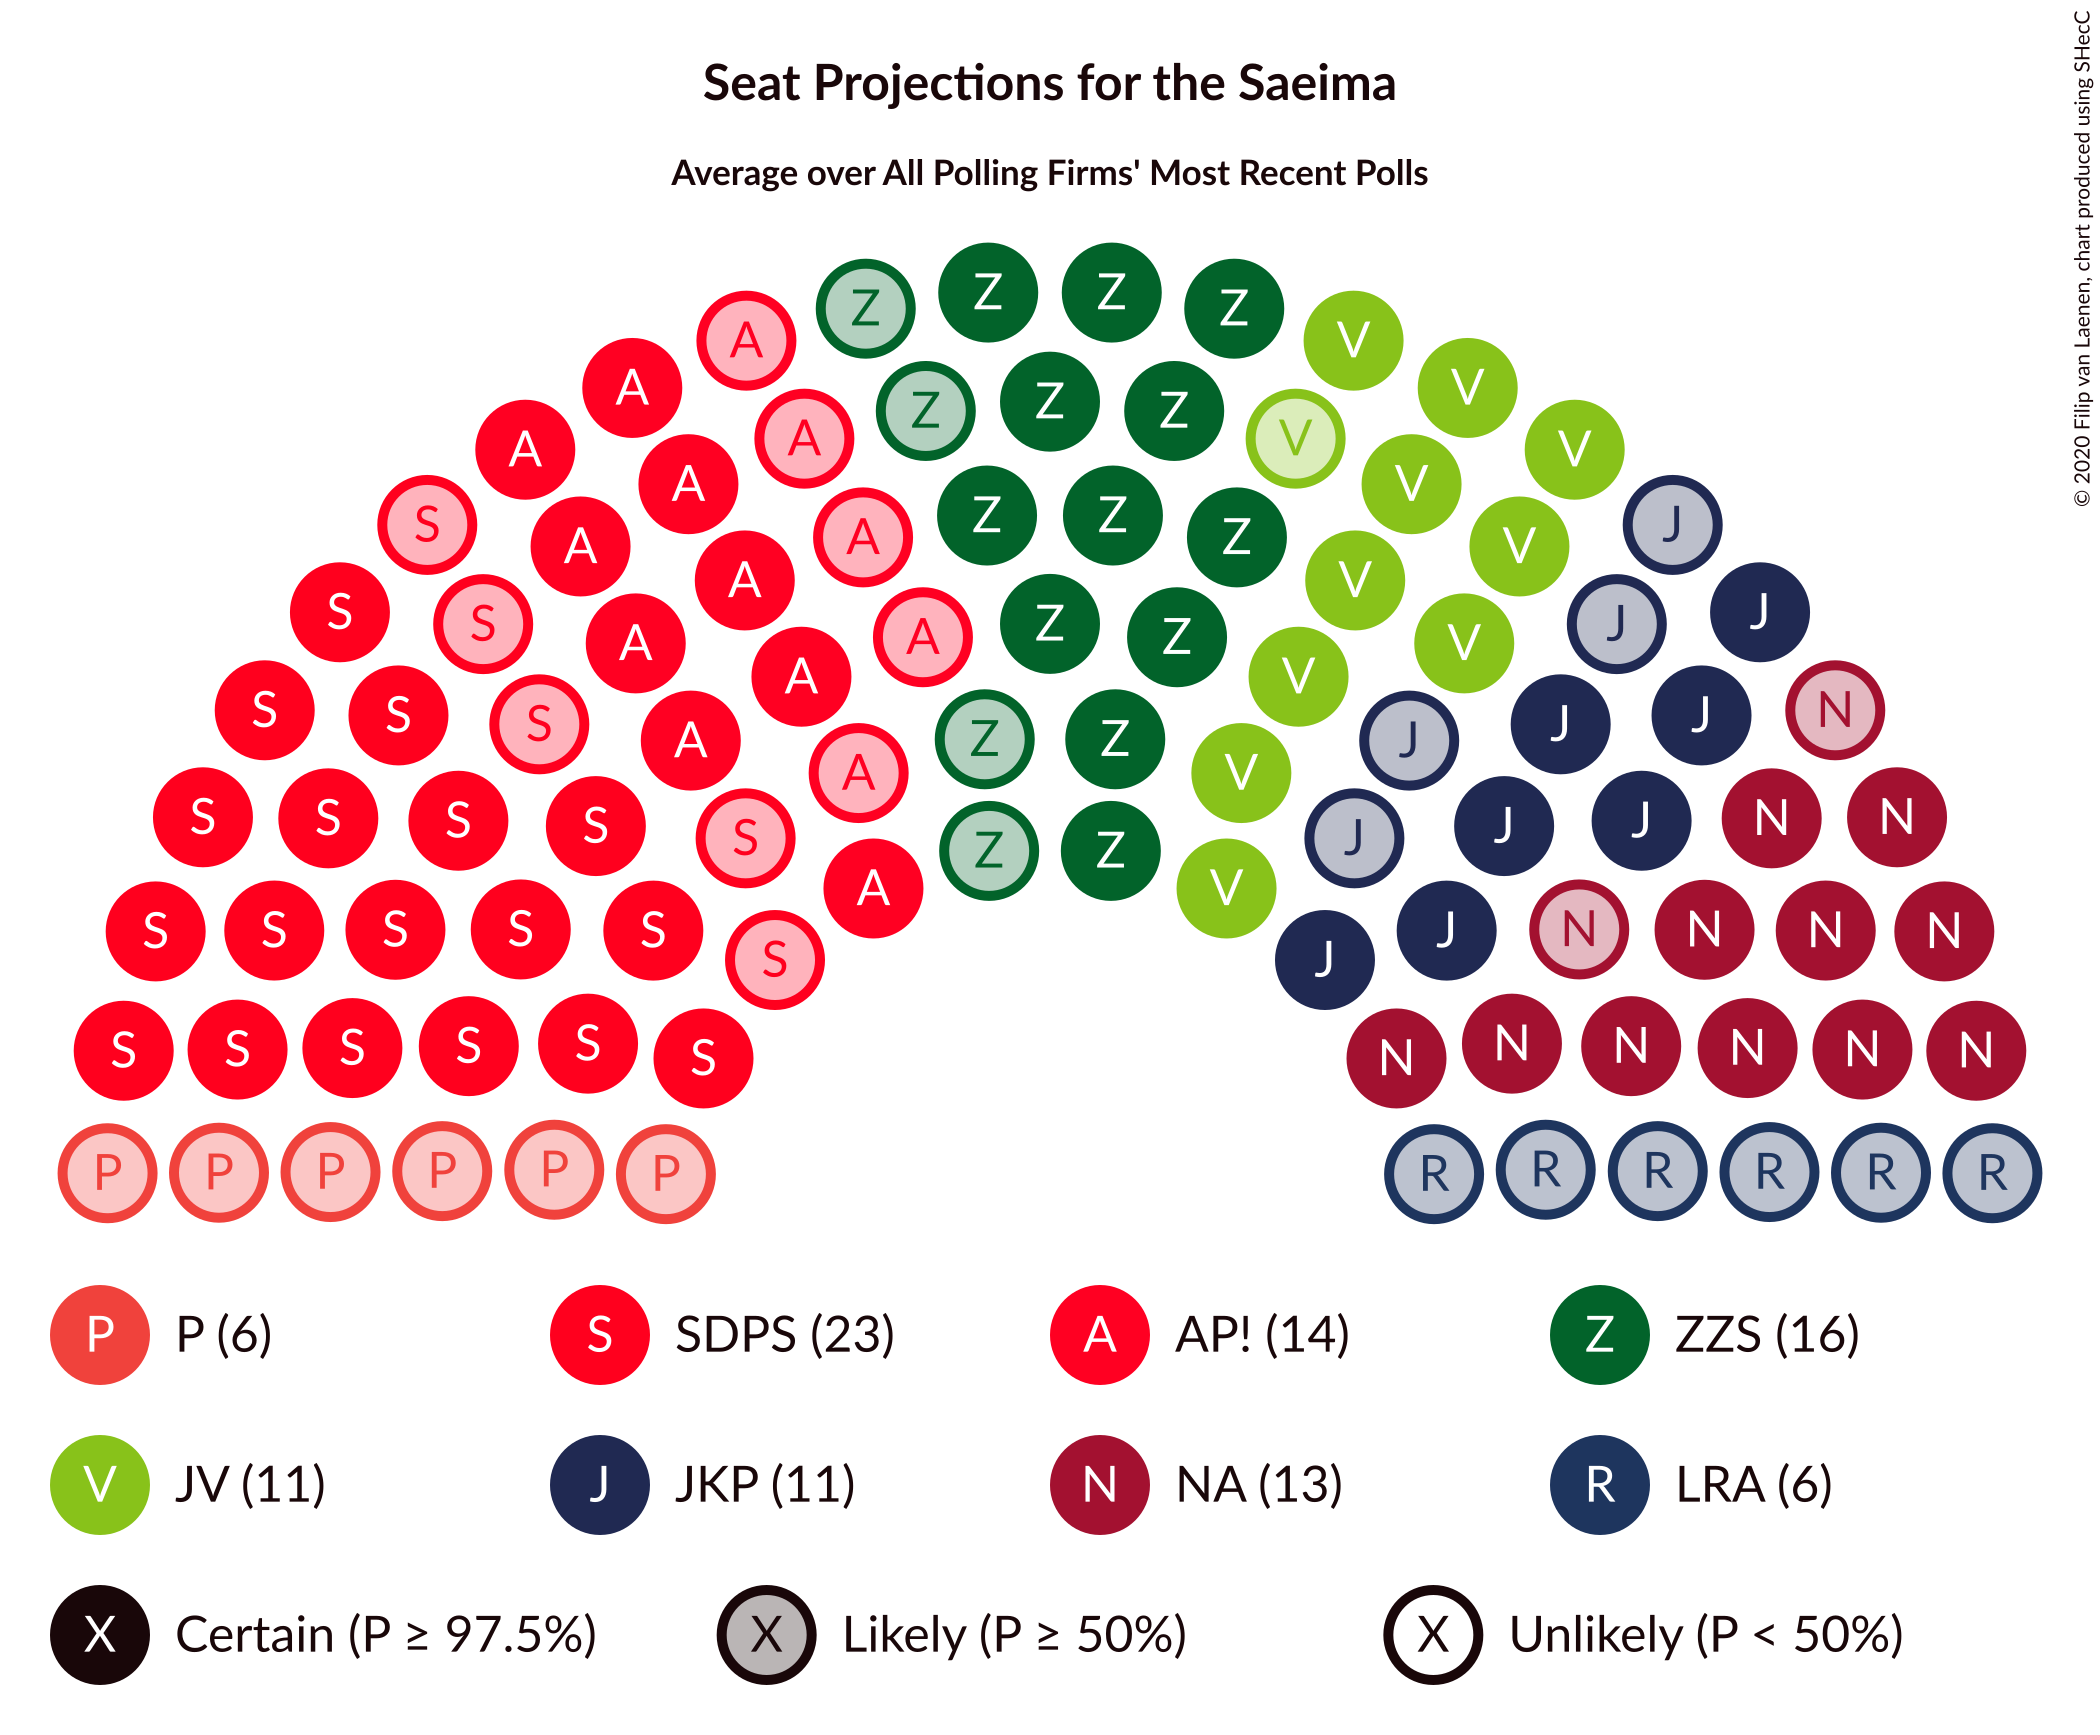 Seat Projections for the Saeima
Average over All Polling Firms' Most Recent Polls
© 2020 Filip van Laenen, chart produced using SHecC
Z Z Z Z
A V
A V
Z Z Z
A V
A V
A V
Z Z
S J
A Z
A V
A V
S J
S Z J
A Z
A V
A V
S S J N
S J
A Z Z J
A V
S S S S J J N N
S J
Z Z
A V
S S S S S J N N N N
S J
S S S S S S N N N N N N
P P P P P P R R R R R R
P P (6) S SDPS (23) A AP! (14) Z ZZS (16)
V JV (11) J JKP (11) N NA (13) R LRA (6)
X Certain (P ≥ 97.5%) X Likely (P ≥ 50%) X Unlikely (P < 50%)